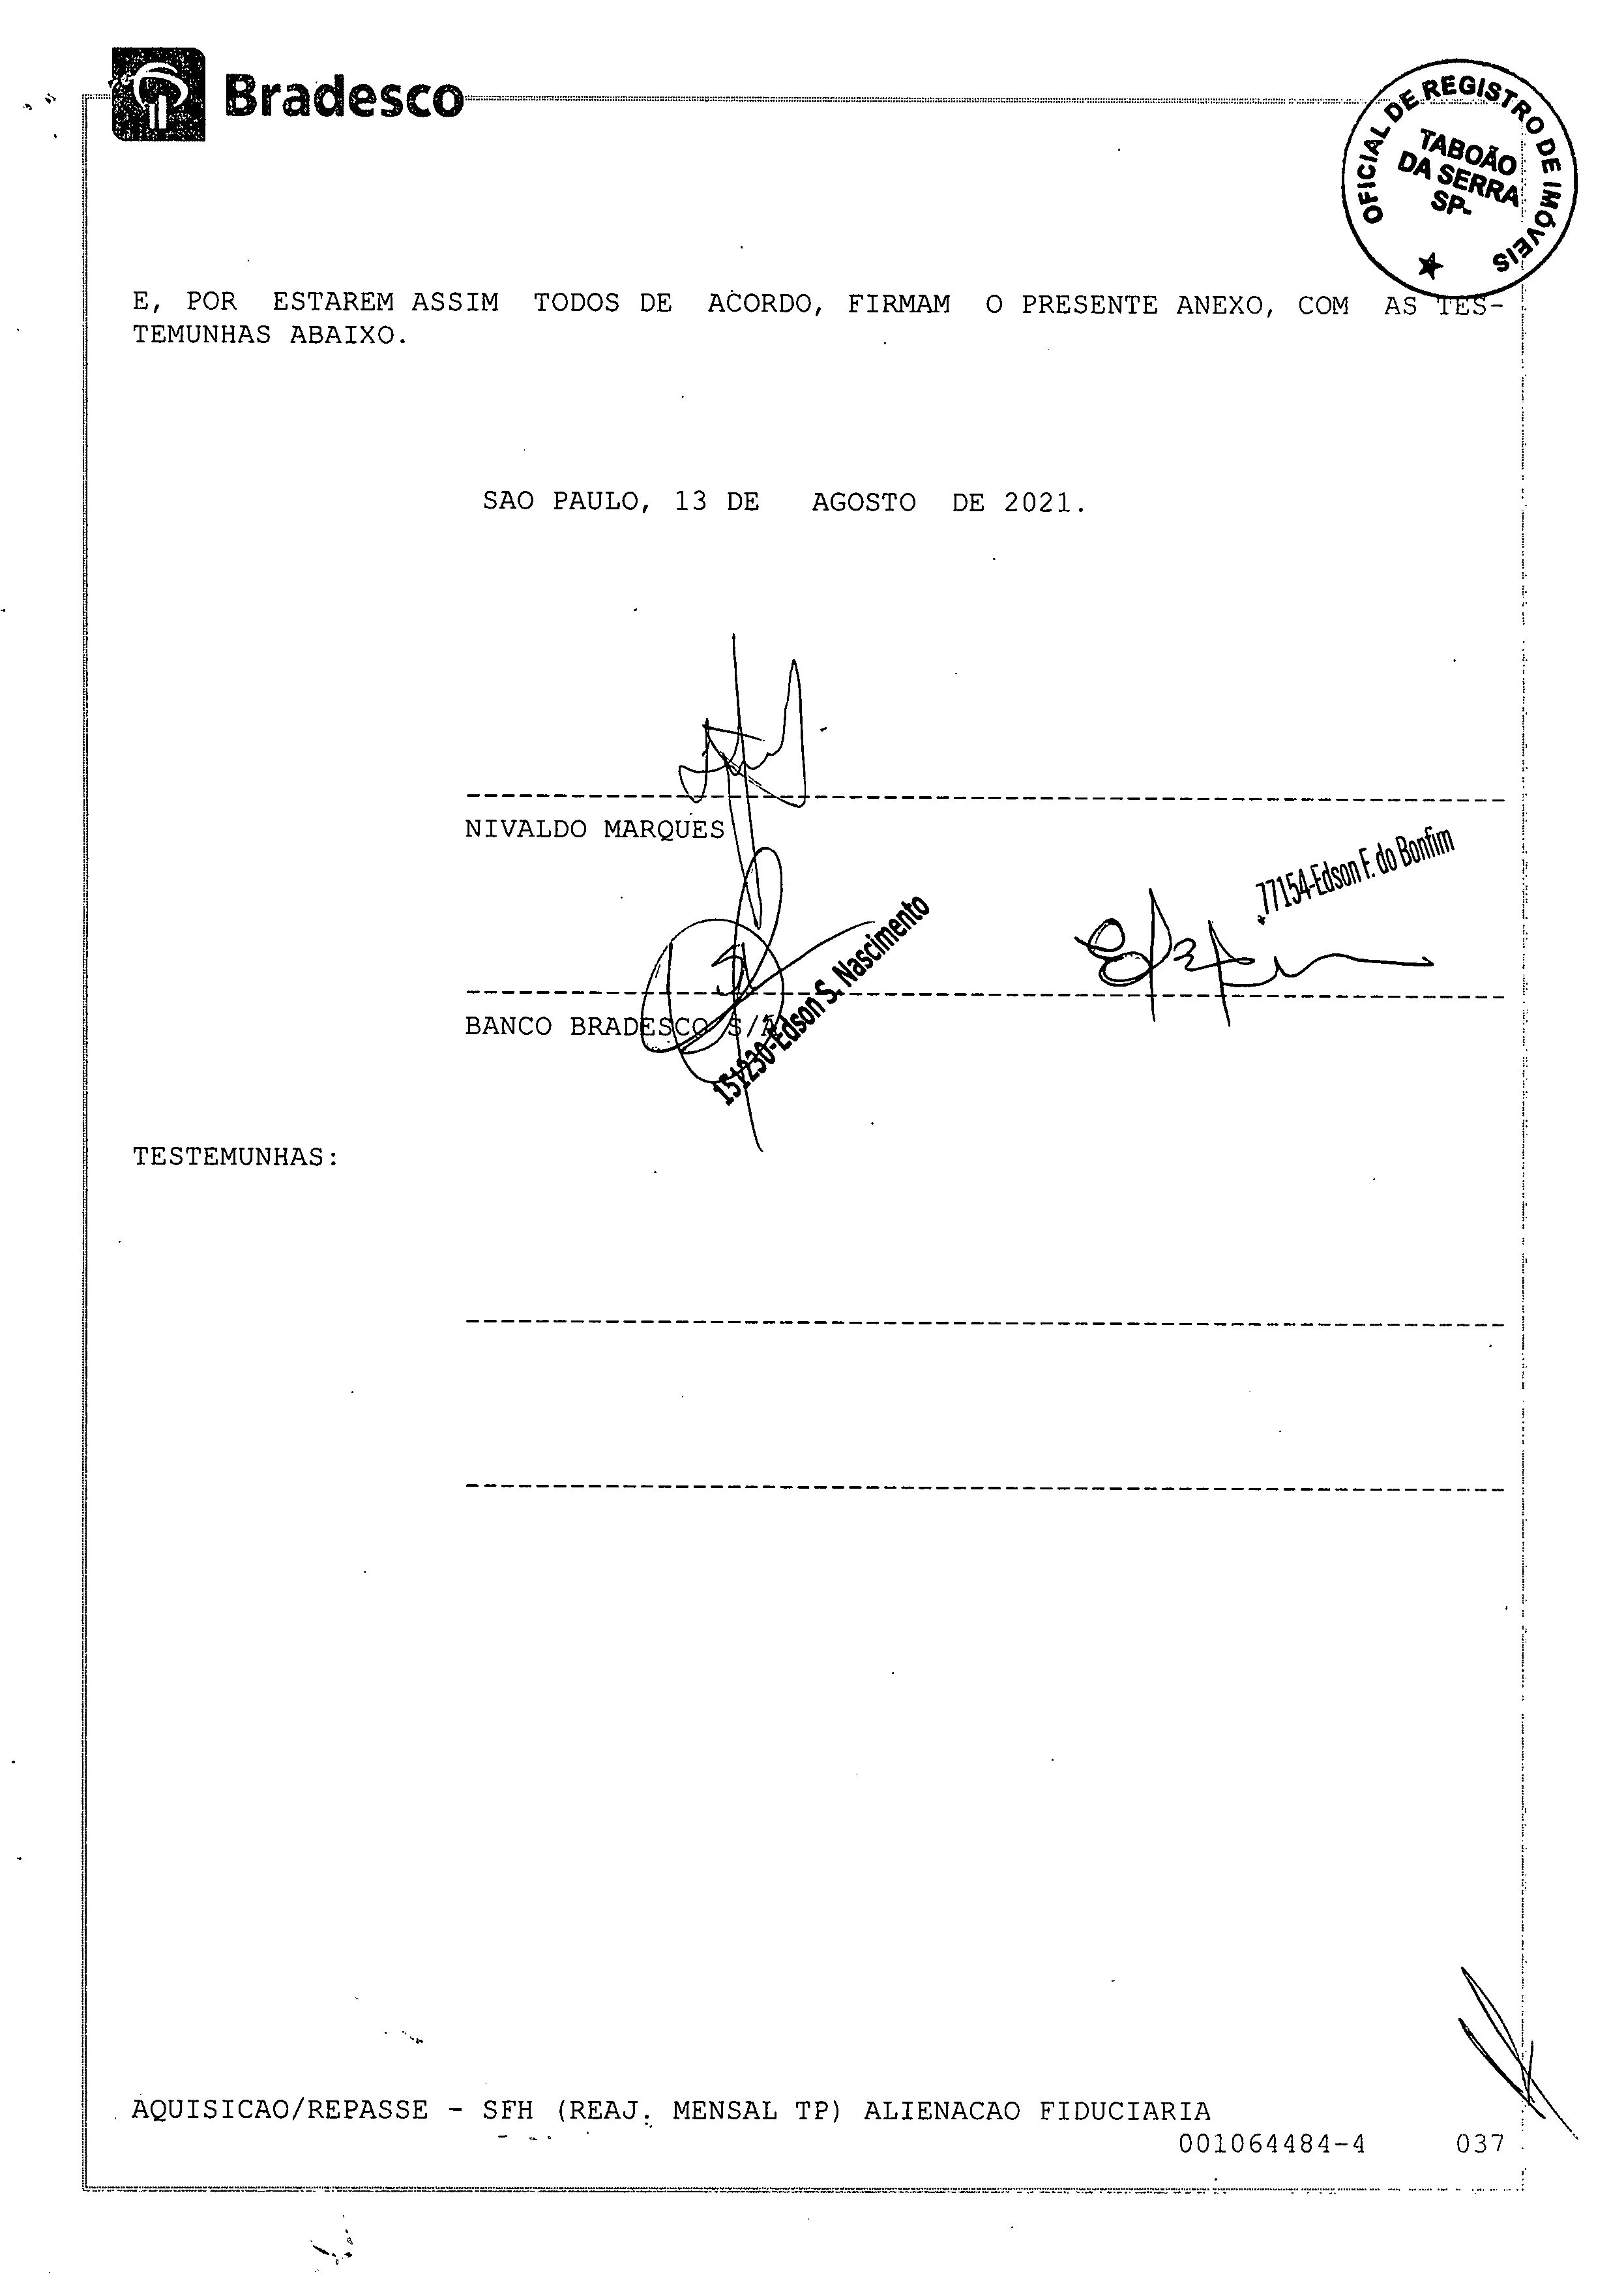 Bradesco
OFICIAL DE REGISTRO DE IMÓVEIS
TABOÃO
DA SERRA
SP-
E, POR ESTAREM ASSIM TODOS DE ACORDO, FIRMAM O PRESENTE ANEXO, COM AS TES-
TEMUNHAS ABAIXO.
SAO PAULO, 13 DE AGOSTO DE 2021.
NIVALDO MARQUES
77154-Edson F. do Bonfim
151230-Edson S. Nascimento
BANCO BRADESCO S/A
TESTEMUNHAS:
AQUISICAO/REPASSE - SFH (REAJ. MENSAL TP) ALIENACAO FIDUCIARIA
001064484-4 037